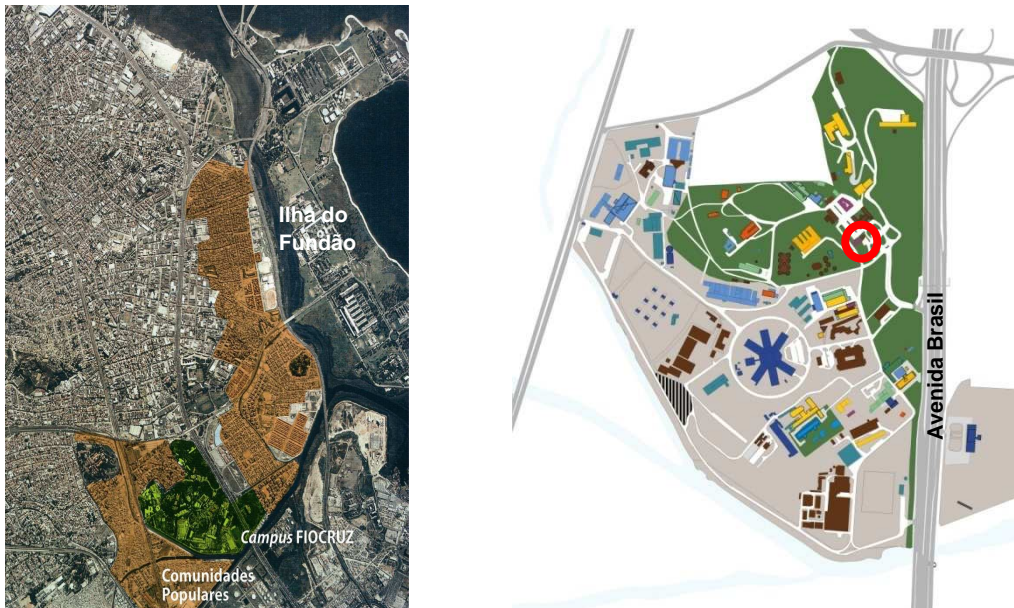 Ilha do
Fundão
Campus FIOCRUZ
Comunidades
Populares
Avenida Brasil